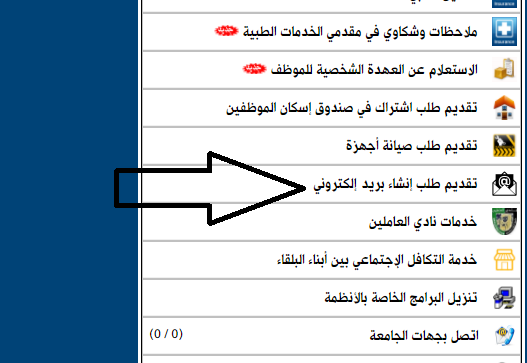 ملاحظات وشكاوي في مقدمي الخدمات الطبية
الاستعلام عن العهدة الشخصية للموظف
تقديم طلب اشتراك في صندوق إسكان الموظفين
تقديم طلب صيانة أجهزة
تقديم طلب إنشاء بريد إلكتروني
خدمات نادي العاملين
خدمة التكافل الإجتماعي بين أبناء البلقاء
تنزيل البرامج الخاصة بالأنظمة
اتصل بجهات الجامعة (0 / 0)